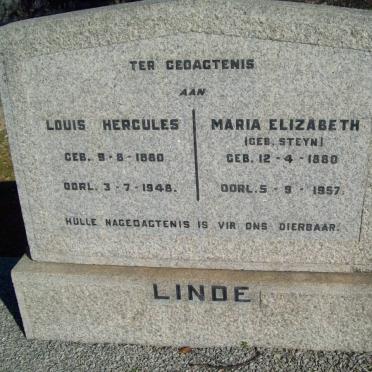 TER GEDAGTENIS
AAN
LOUIS HERCULES
GEB. 9-8-1880
OORL. 3-7-1948.
MARIA ELIZABETH
(GEB. STEYN)
GEB. 12-4-1880
OORL. 5-9-1957.
HULLE NAGEDAGTENIS IS VIR ONS DIERBAAR.
LINDE